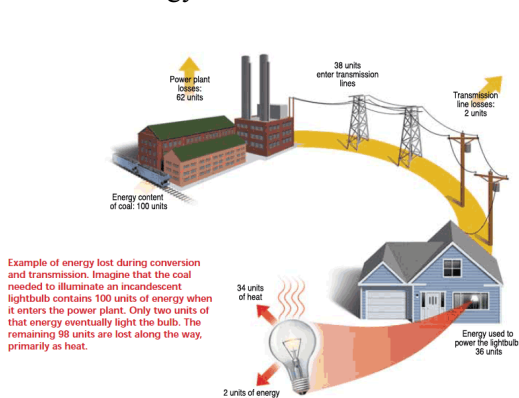 38 units
enter transmission
lines
Power plant
losses:
62 units
Transmission
line losses:
2 units
Energy content
of coal: 100 units
Example of energy lost during conversion
and transmission. Imagine that the coal
needed to illuminate an incandescent
lightbulb contains 100 units of energy when
it enters the power plant. Only two units of
that energy eventually light the bulb. The
remaining 98 units are lost along the way,
primarily as heat.
34 units
of heat
Energy used to
power the lightbulb
36 units
2 units of energy